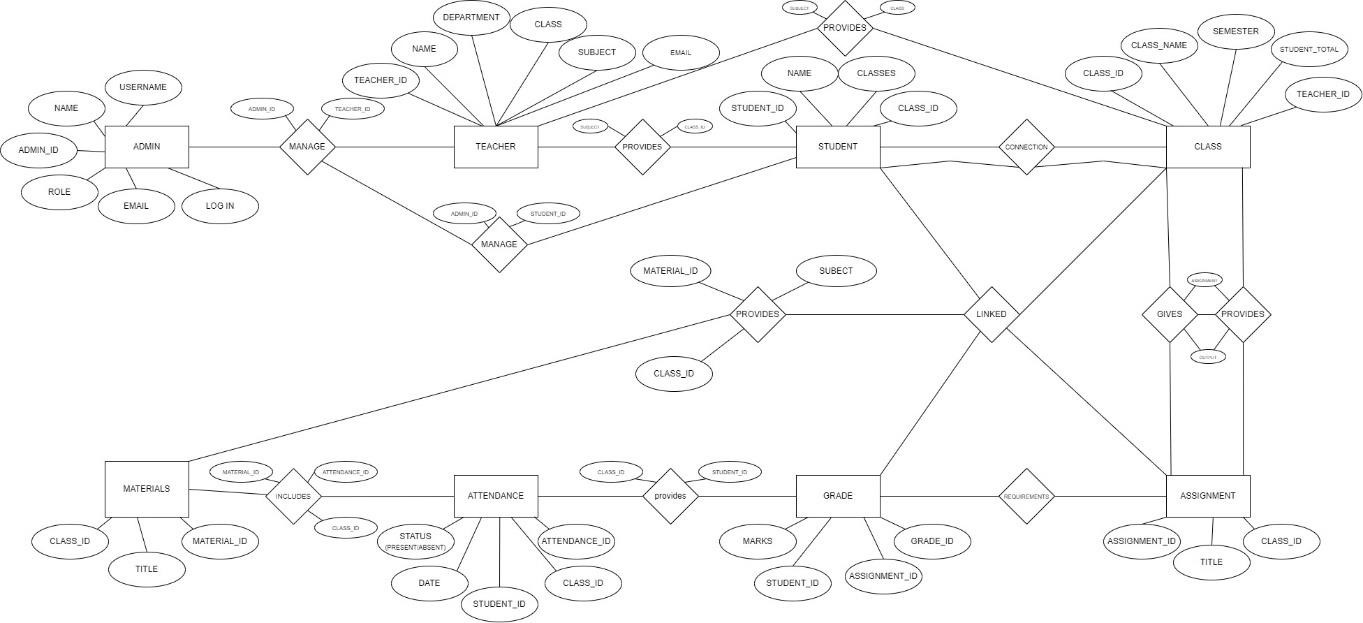 SUBJECT
CLASS
DEPARTMENT
CLASS
PROVIDES
SEMESTER
NAME
SUBJECT
EMAIL
CLASS_NAME
STUDENT_TOTAL
TEACHER_ID
NAME
CLASSES
CLASS_ID
USERNAME
TEACHER_ID
NAME
ADMIN_ID
TEACHER_ID
STUDENT_ID
CLASS_ID
SUBJECT
CLASS_ID
ADMIN_ID
ADMIN
MANAGE
TEACHER
PROVIDES
STUDENT
CONNECTION
CLASS
ROLE
EMAIL
LOG IN
ADMIN_ID
STUDENT_ID
MANAGE
MATERIAL_ID
SUBECT
ASSIGNMENT
PROVIDES
LINKED
GIVES
PROVIDES
OUTPUT
CLASS_ID
MATERIAL_ID
ATTENDANCE_ID
CLASS_ID
STUDENT_ID
MATERIALS
INCLUDES
ATTENDANCE
provides
GRADE
REQUIREMENTS
ASSIGNMENT
CLASS_ID
CLASS_ID
MATERIAL_ID
STATUS
(PRESENT/ABSENT)
ATTENDANCE_ID
MARKS
GRADE_ID
ASSIGNMENT_ID
CLASS_ID
TITLE
DATE
CLASS_ID
STUDENT_ID
ASSIGNMENT_ID
TITLE
STUDENT_ID